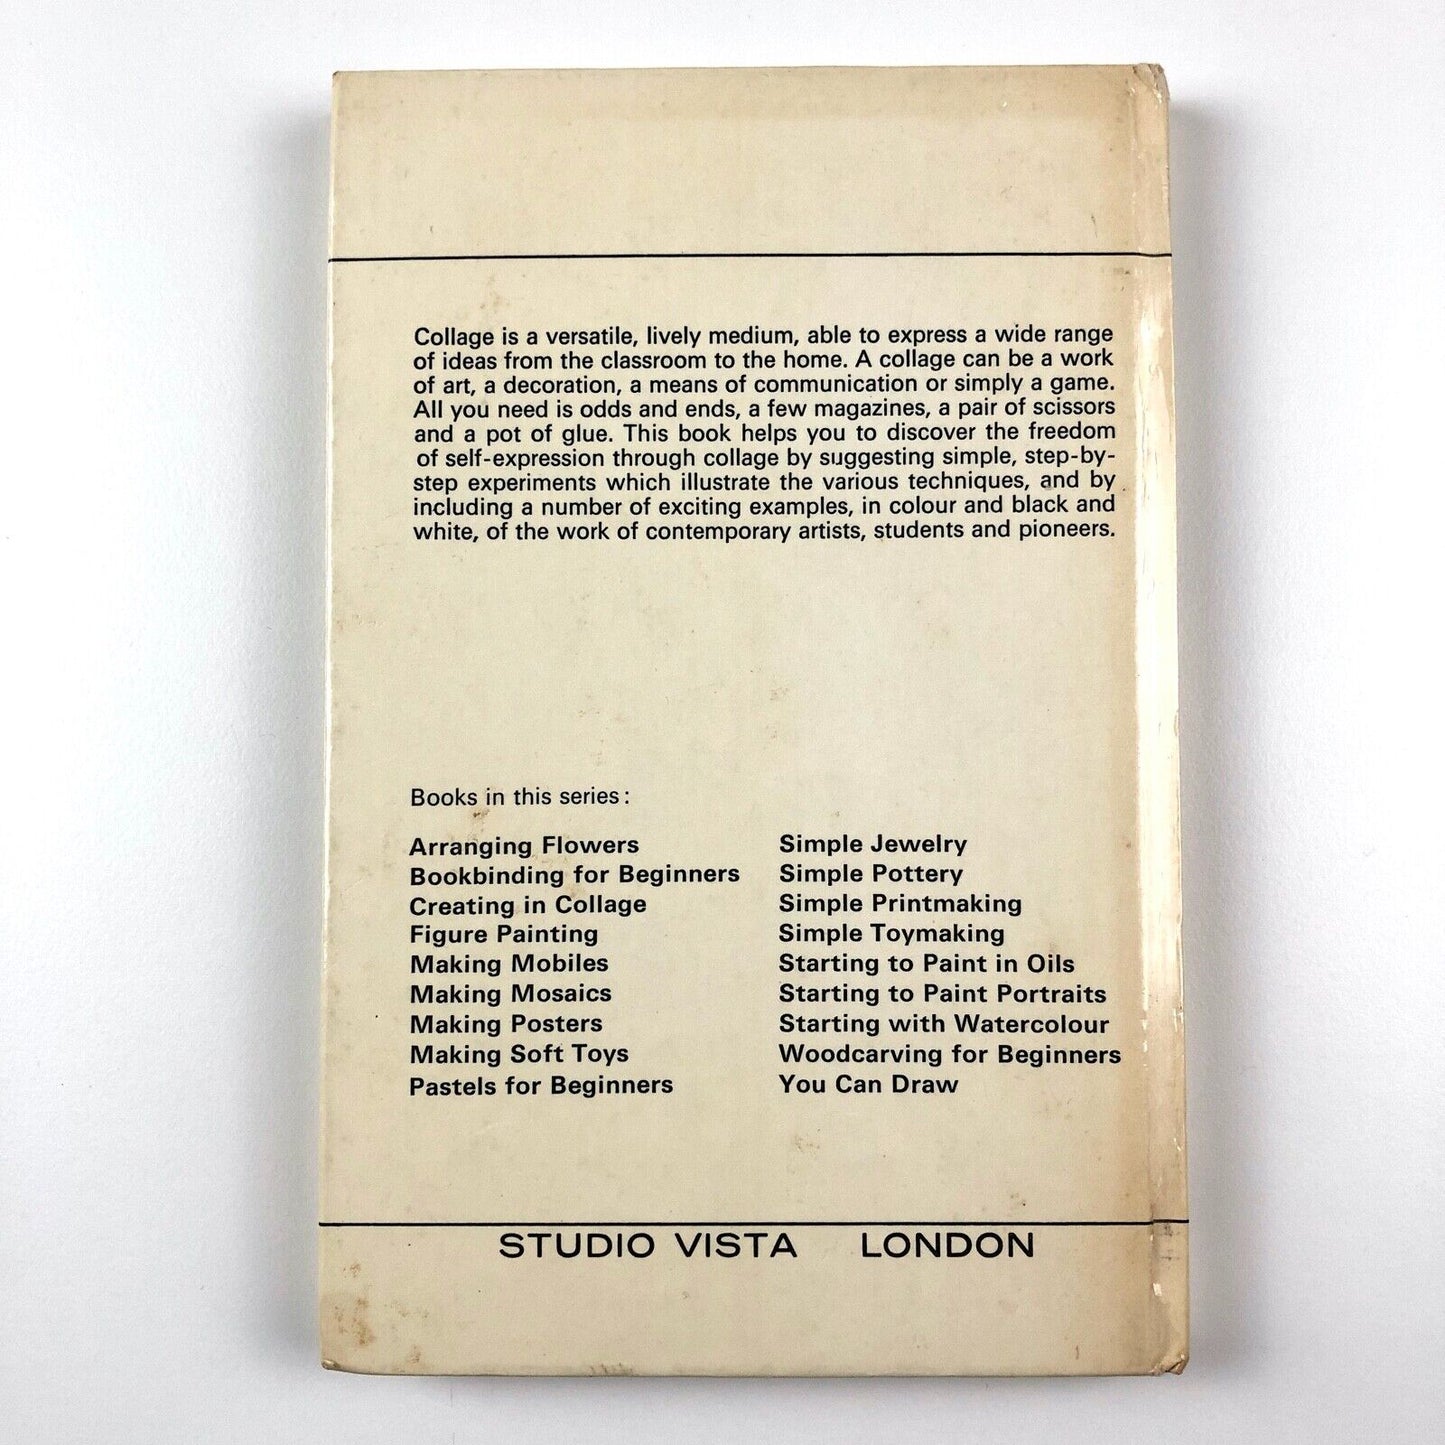 Collage is a versatile, lively medium, able to express a wide range
of ideas from the classroom to the home. A collage can be a work
of art, a decoration, a means of communication or simply a game.
All you need is odds and ends, a few magazines, a pair of scissors
and a pot of glue. This book helps you to discover the freedom
of self-expression through collage by suggesting simple, step-by-
step experiments which illustrate the various techniques, and by
including a number of exciting examples, in colour and black and
white, of the work of contemporary artists, students and pioneers.
Books in this series:
Arranging Flowers
Bookbinding for Beginners
Creating in Collage
Figure Painting
Making Mobiles
Making Mosaics
Making Posters
Making Soft Toys
Pastels for Beginners
Simple Jewelry
Simple Pottery
Simple Printmaking
Simple Toymaking
Starting to Paint in Oils
Starting to Paint Portraits
Starting with Watercolour
Woodcarving for Beginners
You Can Draw
STUDIO VISTA LONDON